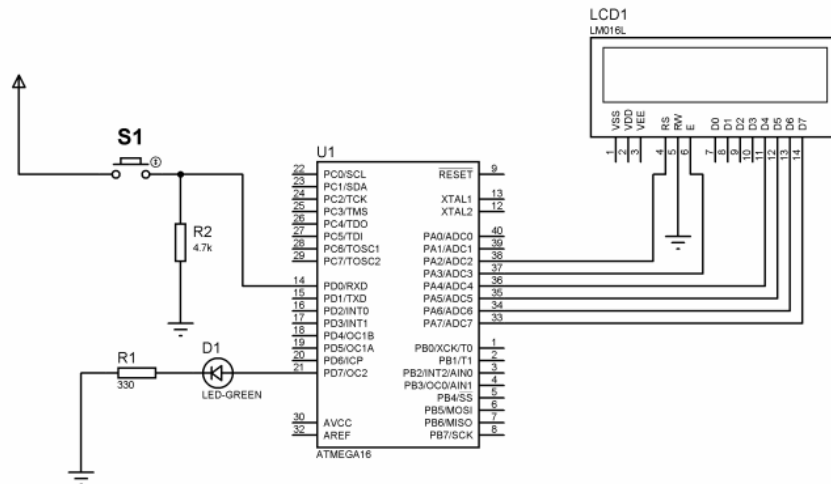 LCD1
LM016L
VSS
VDD
VEE
RS
RW
E
D0
D1
D2
D3
D4
D5
D6
D7
1
2
3
4
5
6
7
8
9
10
11
12
13
14
S1
R2
4.7k
R1
330
D1
LED-GREEN
U1
22 PC0/SCL RESET 9
23 PC1/SDA
24 PC2/TCK XTAL1 13
25 PC3/TMS XTAL2 12
26 PC4/TDO
27 PC5/TDI PA0/ADC0 40
28 PC6/TOSC1 PA1/ADC1 39
29 PC7/TOSC2 PA2/ADC2 38
PA3/ADC3 37
14 PD0/RXD PA4/ADC4 36
15 PD1/TXD PA5/ADC5 35
16 PD2/INT0 PA6/ADC6 34
17 PD3/INT1 PA7/ADC7 33
18 PD4/OC1B
19 PD5/OC1A PB0/XCK/T0 1
20 PD6/ICP PB1/T1 2
21 PD7/OC2 PB2/INT2/AIN0 3
PB3/OC0/AIN1 4
PB4/SS 5
PB5/MOSI 6
30 AVCC PB6/MISO 7
32 AREF PB7/SCK 8
ATMEGA16